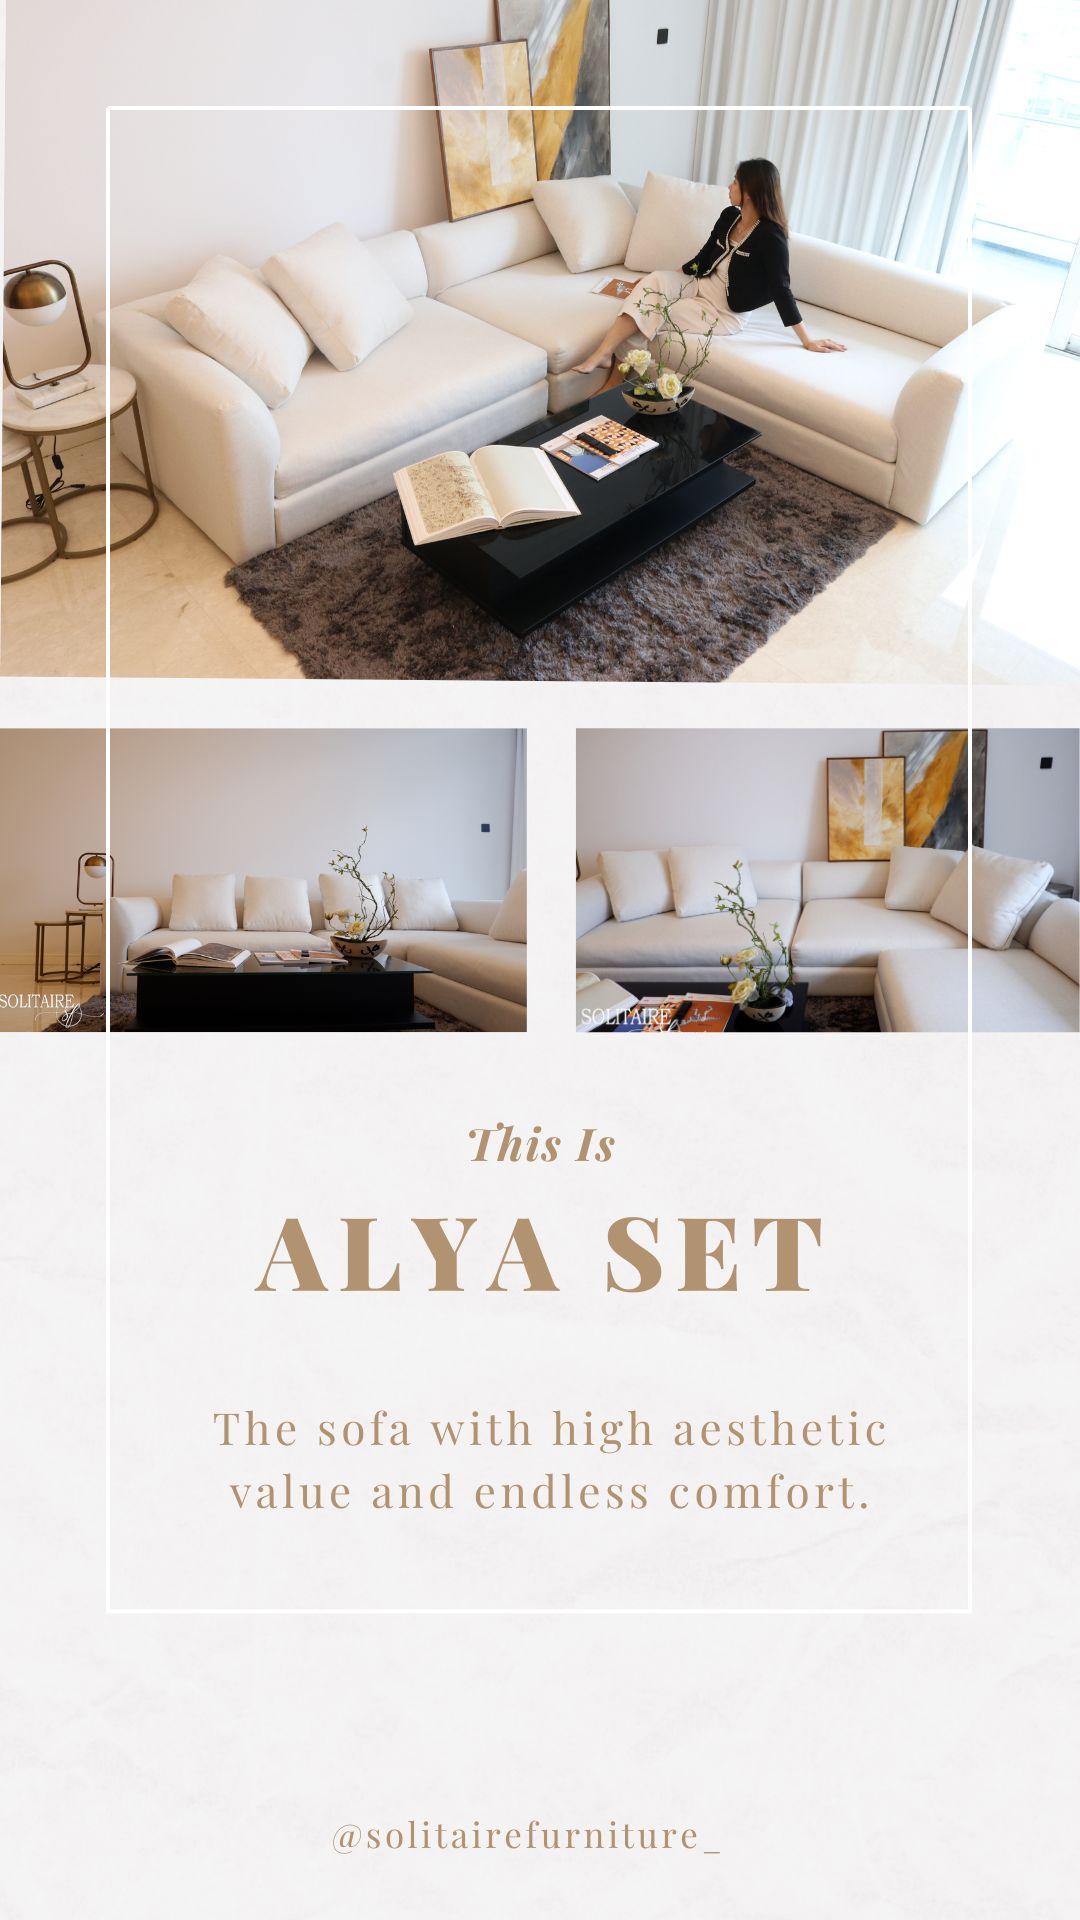 SOLITAIRE
SOLITAIRE
This Is
ALYA SET
The sofa with high aesthetic
value and endless comfort.
@solitairefurniture_